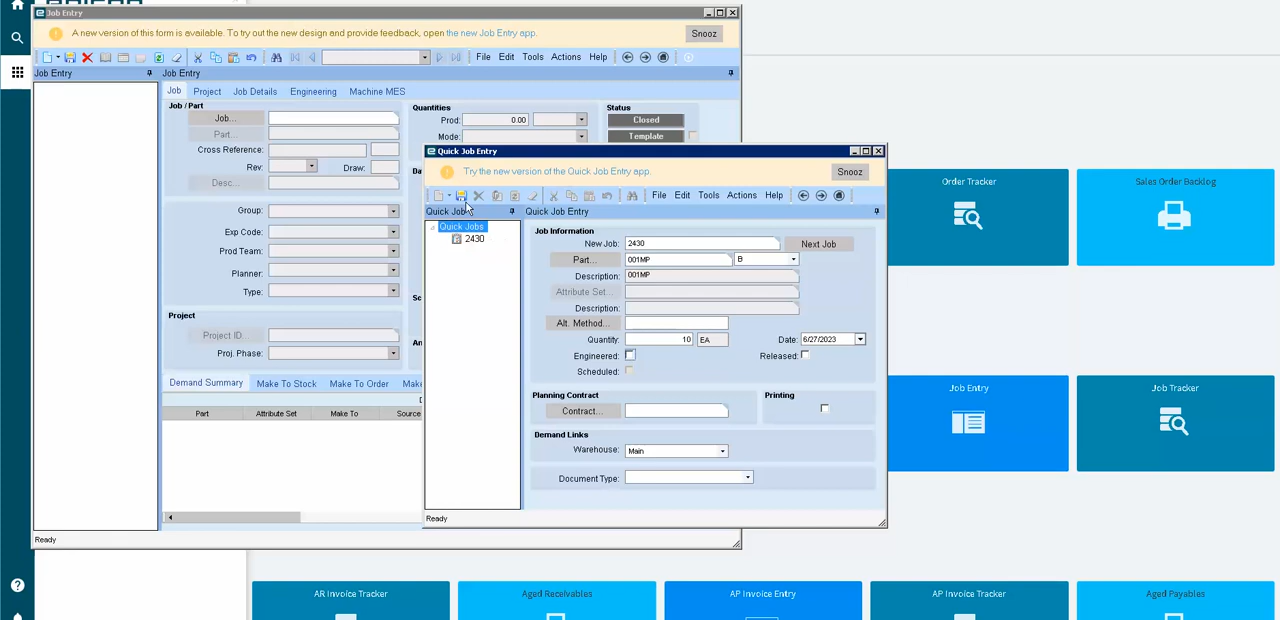 Job Entry
A new version of this form is available. To try out the new design and provide feedback, open the new Job Entry app.
Snooz
File Edit Tools Actions Help
Job Entry
Job Entry
Job Project Job Details Engineering Machine MES
Job / Part
Job...
Part...
Cross Reference:
Rev: Draw:
Desc...
Group:
Exp Code:
Prod Team:
Planner:
Type:
Project
Project ID...
Proj. Phase:
Quantities
Prod: 0.00
Mode:
Status
Closed
Template
Demand Summary Make To Stock Make To Order
Part Attribute Set Make To Source
Ready
Quick Job Entry
Try the new version of the Quick Job Entry app.
Snooz
File Edit Tools Actions Help
Quick Job
Quick Job Entry
Quick Jobs
2430
Job Information
New Job: 2430 Next Job
Part... 001MP B
Description: 001MP
Attribute Set...
Description:
Alt. Method...
Quantity: 10 EA Date: 6/27/2023
Engineered: Released:
Scheduled:
Planning Contract
Contract...
Printing
Demand Links
Warehouse: Main
Document Type:
Ready
Order Tracker
Sales Order Backlog
Job Entry
Job Tracker
AR Invoice Tracker
Aged Receivables
AP Invoice Entry
AP Invoice Tracker
Aged Payables